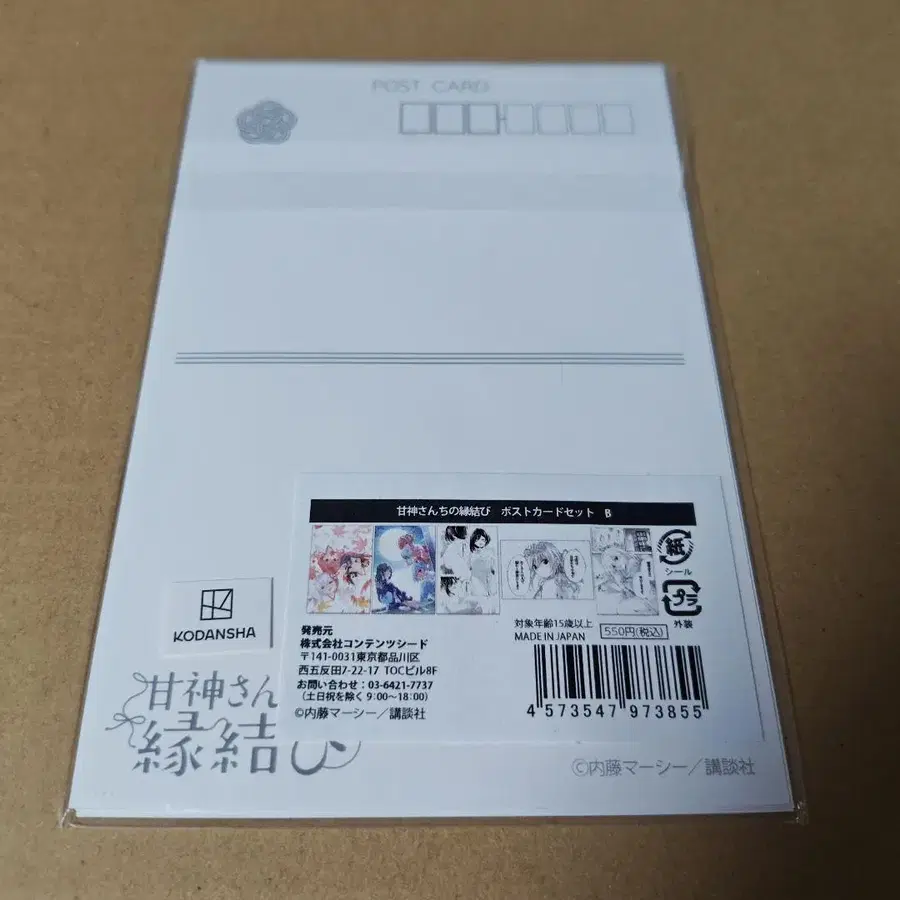 POST CARD
甘神さんちの縁結び ポストカードセット B
紙
シール
プラ
外装
対象年齢15歳以上
MADE IN JAPAN
550円(税込)
発売元
株式会社コンテンツシード
〒141-0031東京都品川区
西五反田7-22-17 TOCビル8F
お問い合わせ：03-6421-7737
(土日祝を除く 9:00～18:00)
©内藤マーシー／講談社
4 573547 973855
KODANSHA
甘神さん
縁結び
©内藤マーシー／講談社